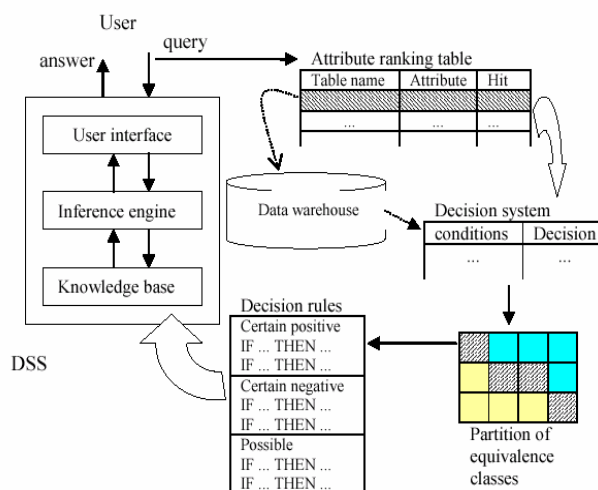 User
query
answer
Attribute ranking table
Table name Attribute Hit
... ... ...
User interface
Inference engine
Knowledge base
DSS
Data warehouse
Decision system
conditions Decision
... ...
Decision rules
Certain positive
IF ... THEN ...
IF ... THEN ...
Certain negative
IF ... THEN ...
IF ... THEN ...
Possible
IF ... THEN ...
IF ... THEN ...
Partition of
equivalence
classes